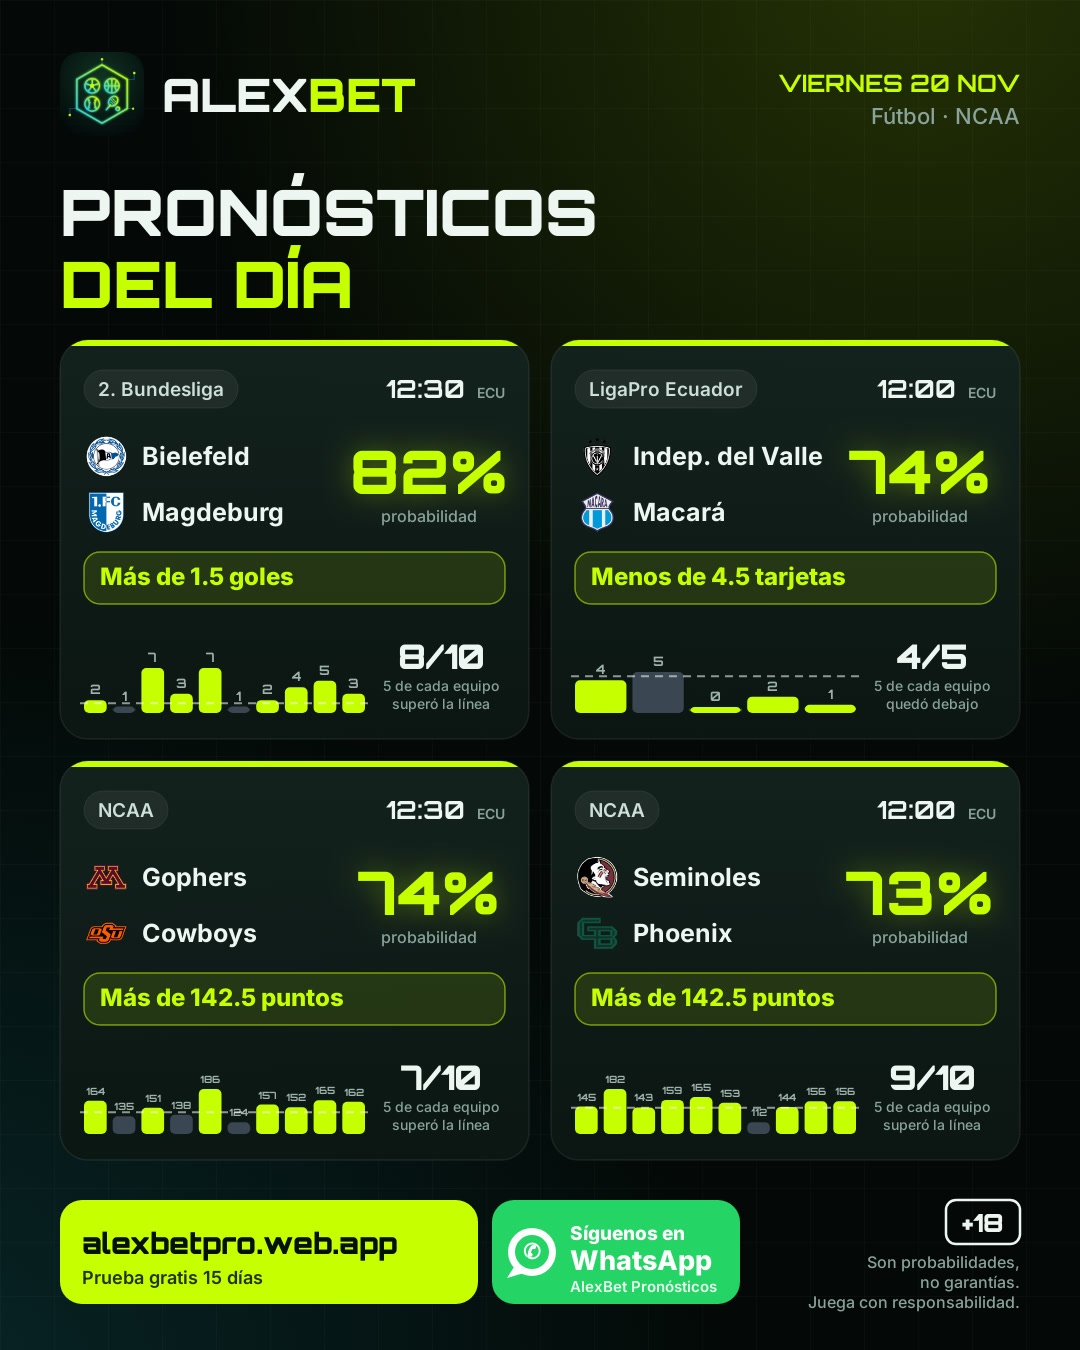 ALEXBET
VIERNES 20 NOV
Fútbol · NCAA
PRONÓSTICOS
DEL DÍA
2. Bundesliga
12:30 ECU
Bielefeld
Magdeburg
82%
probabilidad
Más de 1.5 goles
2 1 7 3 7 1 2 4 5 3
8/10
5 de cada equipo
superó la línea
LigaPro Ecuador
12:00 ECU
Indep. del Valle
MACARÁ
Macará
74%
probabilidad
Menos de 4.5 tarjetas
4 5 0 2 1
4/5
5 de cada equipo
quedó debajo
NCAA
12:30 ECU
M
Gophers
OSU
Cowboys
74%
probabilidad
Más de 142.5 puntos
164 135 151 138 186 124 157 152 165 162
7/10
5 de cada equipo
superó la línea
NCAA
12:00 ECU
Seminoles
GB
Phoenix
73%
probabilidad
Más de 142.5 puntos
145 182 143 159 165 153 112 144 156 156
9/10
5 de cada equipo
superó la línea
alexbetpro.web.app
Prueba gratis 15 días
Síguenos en
WhatsApp
AlexBet Pronósticos
+18
Son probabilidades,
no garantías.
Juega con responsabilidad.